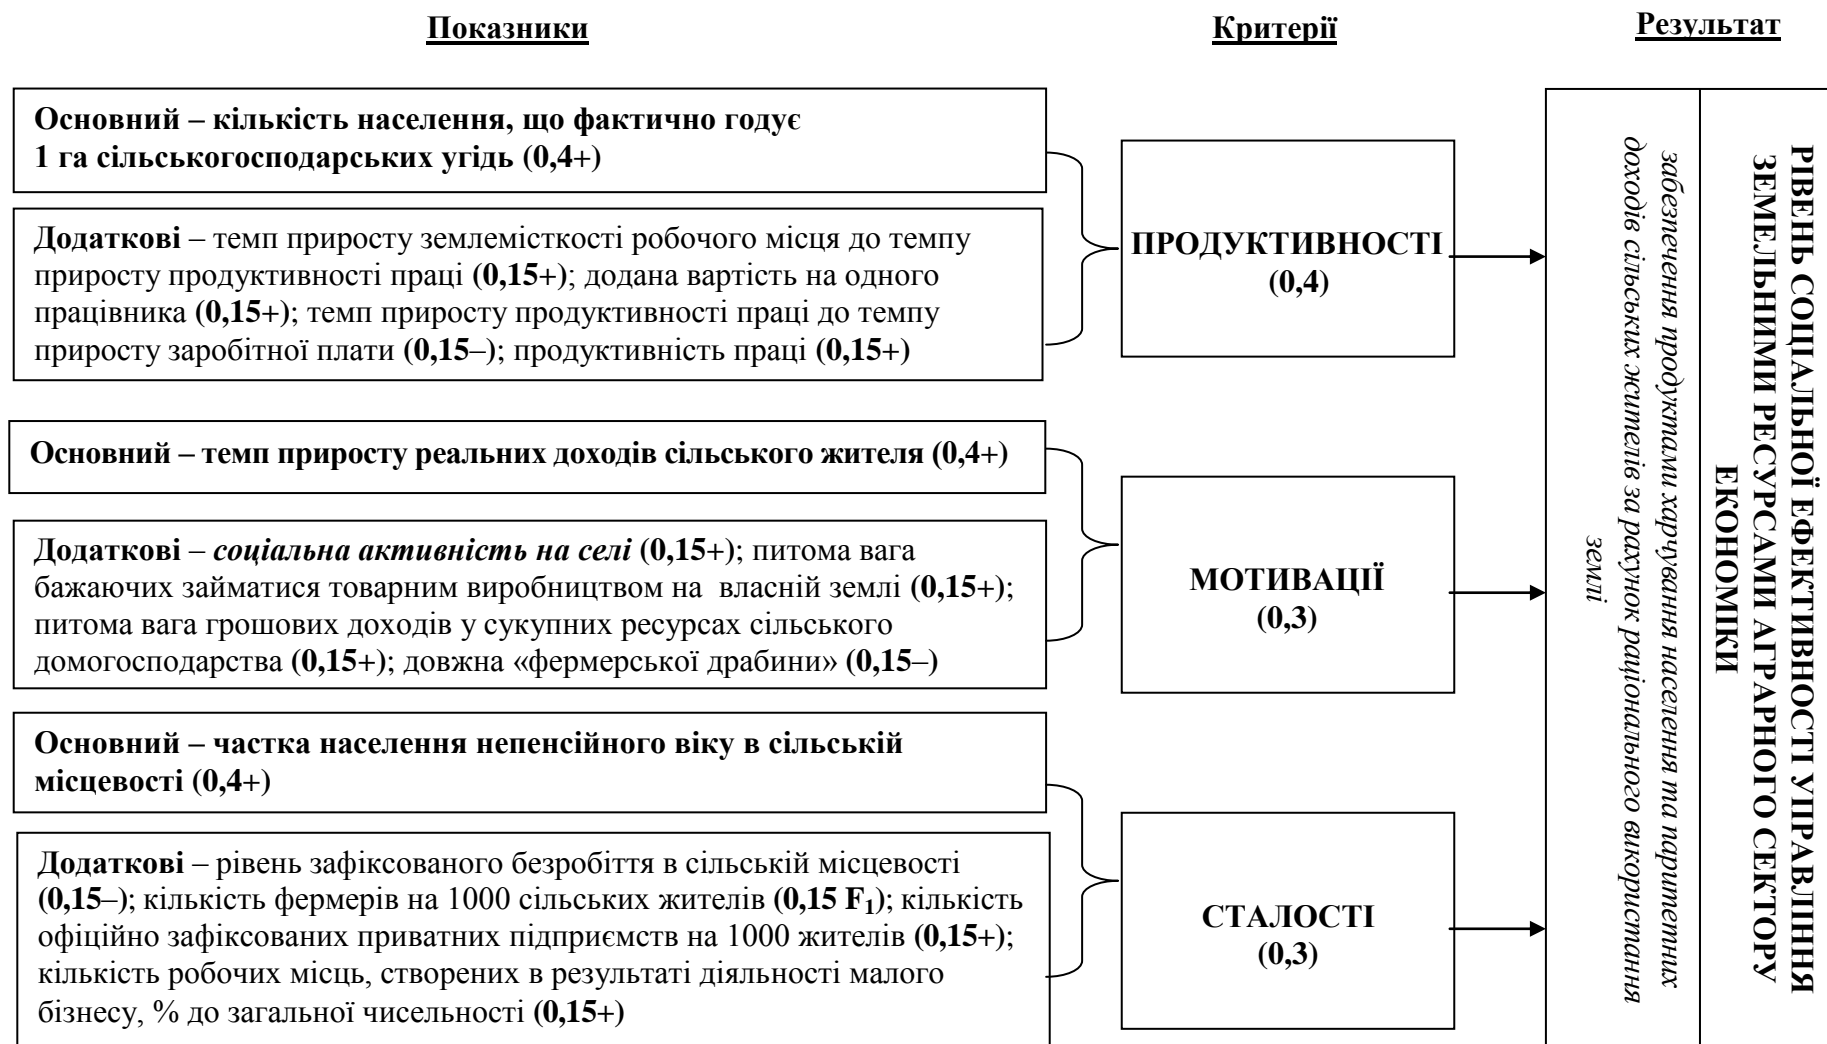 Показники
Критерії
Результат
Основний – кількість населення, що фактично годує
1 га сільськогосподарських угідь (0,4+)
Додаткові – темп приросту землемісткості робочого місця до темпу
приросту продуктивності праці (0,15+); додана вартість на одного
працівника (0,15+); темп приросту продуктивності праці до темпу
приросту заробітної плати (0,15–); продуктивність праці (0,15+)
ПРОДУКТИВНОСТІ
(0,4)
Основний – темп приросту реальних доходів сільського жителя (0,4+)
Додаткові – соціальна активність на селі (0,15+); питома вага
бажаючих займатися товарним виробництвом на власній землі (0,15+);
питома вага грошових доходів у сукупних ресурсах сільського
домогосподарства (0,15+); довжна «фермерської драбини» (0,15–)
МОТИВАЦІЇ
(0,3)
Основний – частка населення непенсійного віку в сільській
місцевості (0,4+)
Додаткові – рівень зафіксованого безробіття в сільській місцевості
(0,15–); кількість фермерів на 1000 сільських жителів (0,15 F₁); кількість
офіційно зафіксованих приватних підприємств на 1000 жителів (0,15+);
кількість робочих місць, створених в результаті діяльності малого
бізнесу, % до загальної чисельності (0,15+)
СТАЛОСТІ
(0,3)
РІВЕНЬ СОЦІАЛЬНОЇ ЕФЕКТИВНОСТІ УПРАВЛІННЯ
ЗЕМЕЛЬНИМИ РЕСУРСАМИ АГРАРНОГО СЕКТОРУ
ЕКОНОМІКИ
забезпечення продуктами харчування населення та паритетних
доходів сільських жителів за рахунок раціонального використання
землі